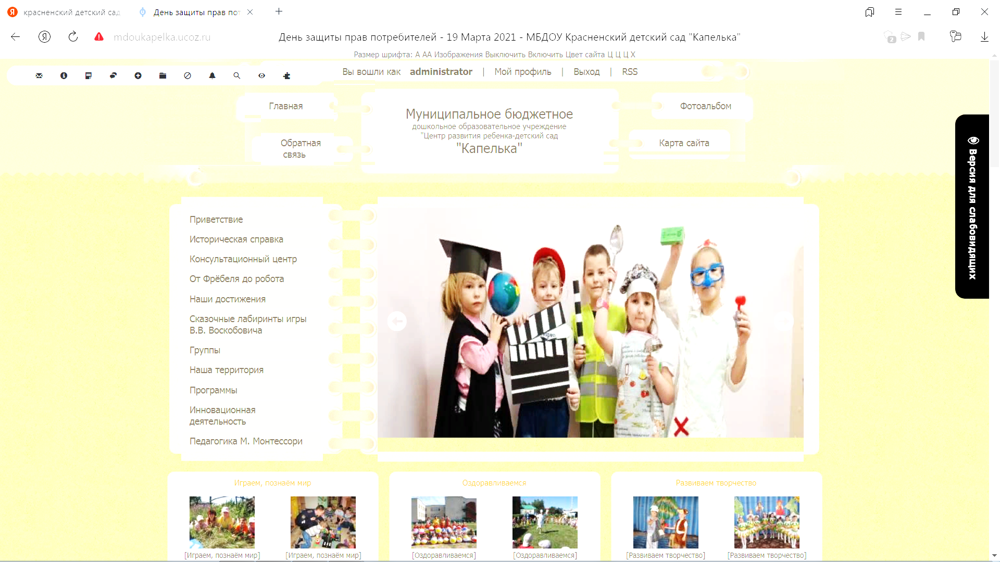 красненский детский сад
День защиты прав пот
mdoukapelka.ucoz.ru
День защиты прав потребителей - 19 Марта 2021 - МБДОУ Красненский детский сад "Капелька"
2
Размер шрифта: А АА Изображения Выключить Включить Цвет сайта Ц Ц Ц Х
Вы вошли как administrator | Мой профиль | Выход | RSS
Главная
Обратная
связь
Муниципальное бюджетное
дошкольное образовательное учреждение
"Центр развития ребенка-детский сад
"Капелька"
Фотоальбом
Карта сайта
Версия для слабовидящих
Приветствие
Историческая справка
Консультационный центр
От Фрёбеля до робота
Наши достижения
Сказочные лабиринты игры
В.В. Воскобовича
Группы
Наша территория
Программы
Инновационная
деятельность
Педагогика М. Монтессори
Играем, познаём мир
[Играем, познаём мир]
[Играем, познаём мир]
Оздоравливаемся
[Оздоравливаемся]
[Оздоравливаемся]
Развиваем творчество
[Развиваем творчество]
[Развиваем творчество]